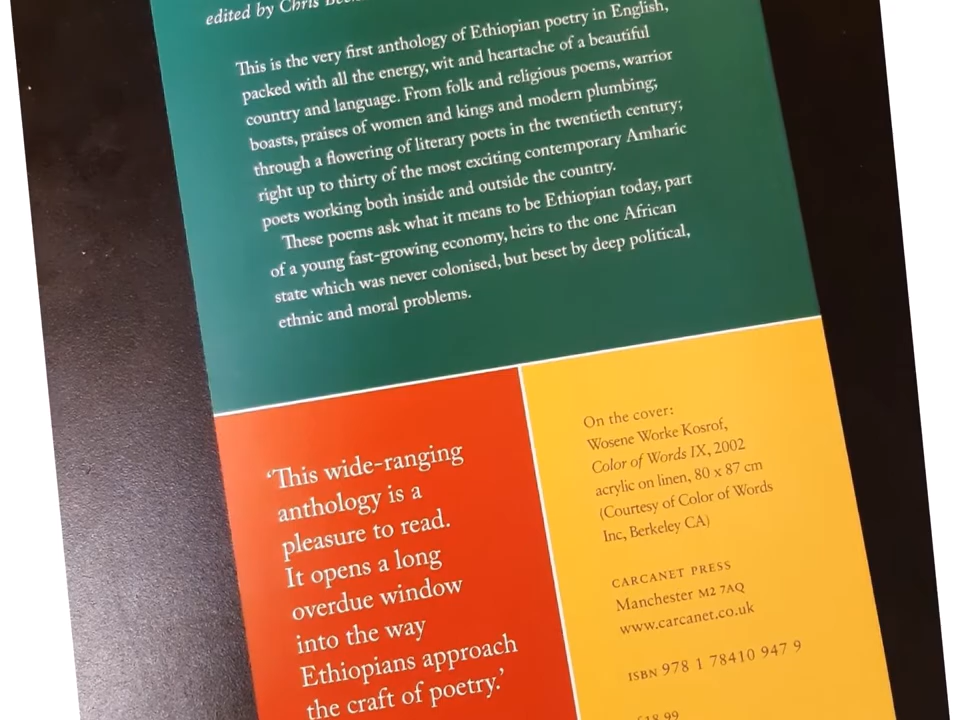 edited by Chris
This is the very first anthology of Ethiopian poetry in English,
packed with all the energy, wit and heartache of a beautiful
country and language. From folk and religious poems, warrior
boasts, praises of women and kings and modern plumbing;
through a flowering of literary poets in the twentieth century;
right up to thirty of the most exciting contemporary Amharic
poets working both inside and outside the country.
These poems ask what it means to be Ethiopian today, part
of a young fast-growing economy, heirs to the one African
state which was never colonised, but beset by deep political,
ethnic and moral problems.
‘This wide-ranging
anthology is a
pleasure to read.
It opens a long
overdue window
into the way
Ethiopians approach
the craft of poetry.’
On the cover:
Wosene Worke Kosrof,
Color of Words IX, 2002
acrylic on linen, 80 x 87 cm
(Courtesy of Color of Words
Inc, Berkeley CA)
CARCANET PRESS
Manchester M2 7AQ
www.carcanet.co.uk
ISBN 978 1 78410 947 9